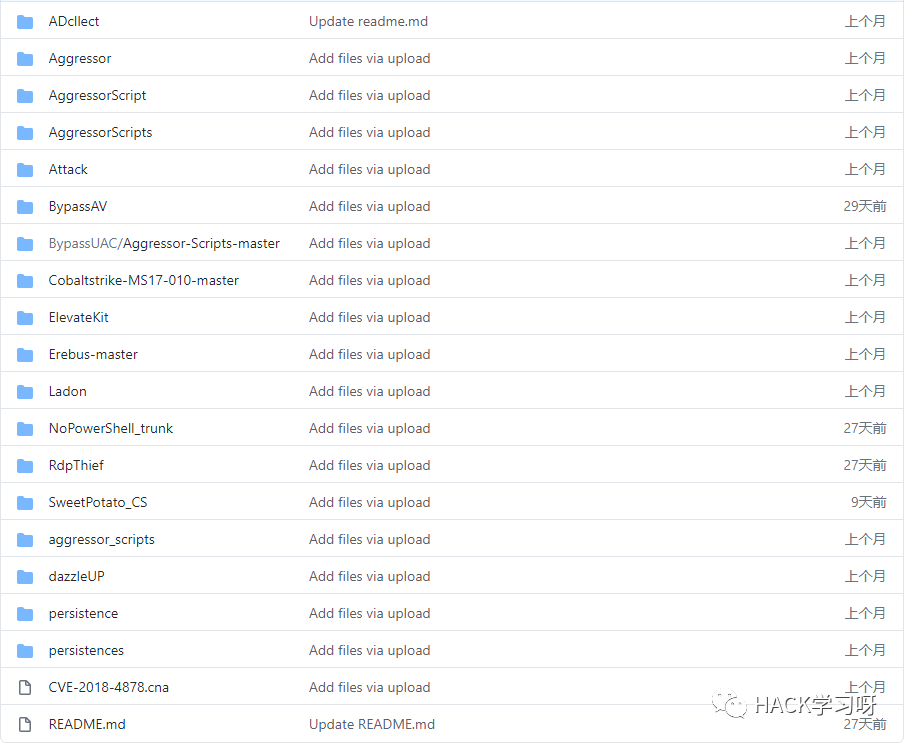 ADcllect Update readme.md 上个月
Aggressor Add files via upload 上个月
AggressorScript Add files via upload 上个月
AggressorScripts Add files via upload 上个月
Attack Add files via upload 上个月
BypassAV Add files via upload 29天前
BypassUAC/Aggressor-Scripts-master Add files via upload 上个月
Cobaltstrike-MS17-010-master Add files via upload 上个月
ElevateKit Add files via upload 上个月
Erebus-master Add files via upload 上个月
Ladon Add files via upload 上个月
NoPowerShell_trunk Add files via upload 27天前
RdpThief Add files via upload 27天前
SweetPotato_CS Add files via upload 9天前
aggressor_scripts Add files via upload 上个月
dazzleUP Add files via upload 上个月
persistence Add files via upload 上个月
persistences Add files via upload 上个月
CVE-2018-4878.cna Add files via upload 上个月
HACK学习呀
README.md Update README.md 27天前